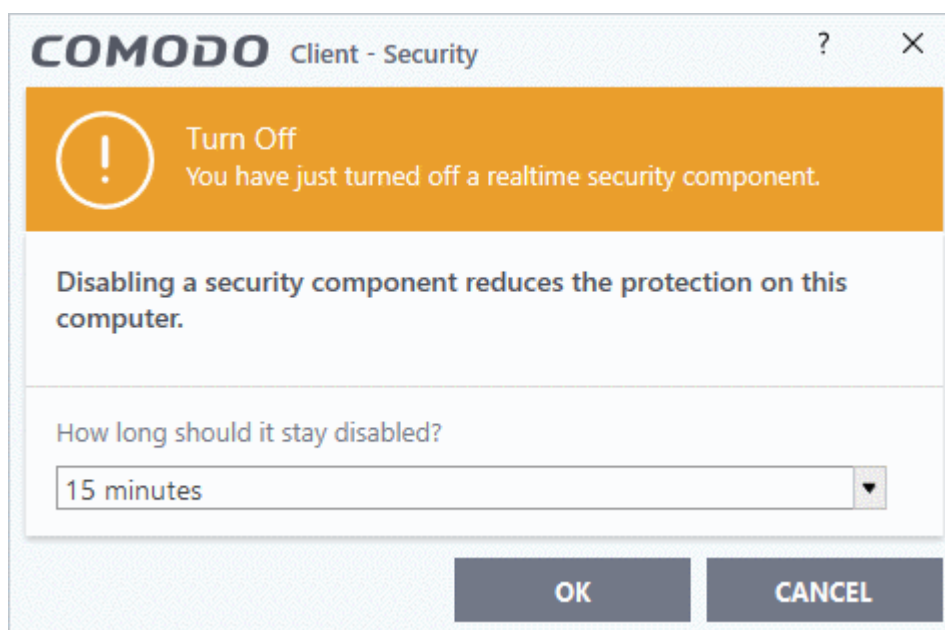 COMODO Client - Security ? ×
Turn Off
You have just turned off a realtime security component.
Disabling a security component reduces the protection on this
computer.
How long should it stay disabled?
15 minutes
OK CANCEL